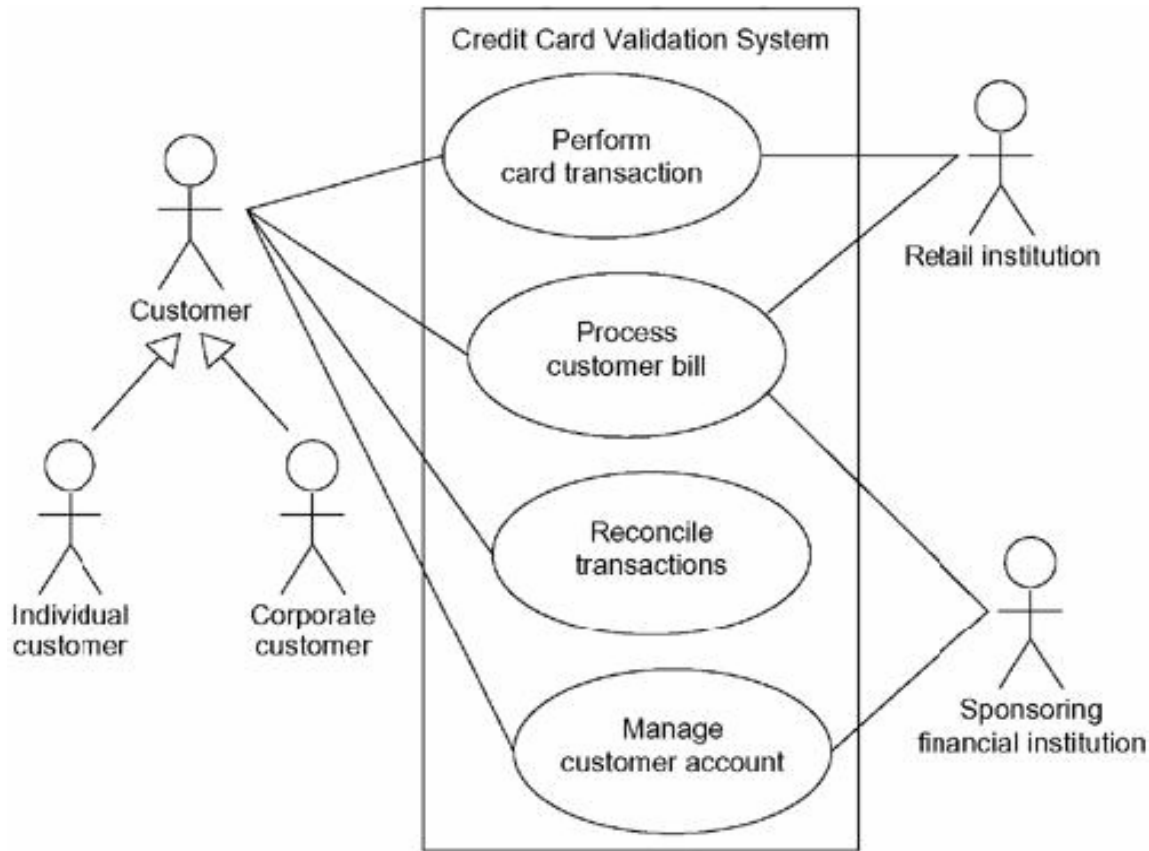 Credit Card Validation System
Perform
card transaction
Retail institution
Customer
Process
customer bill
Individual
customer
Corporate
customer
Reconcile
transactions
Manage
customer account
Sponsoring
financial institution